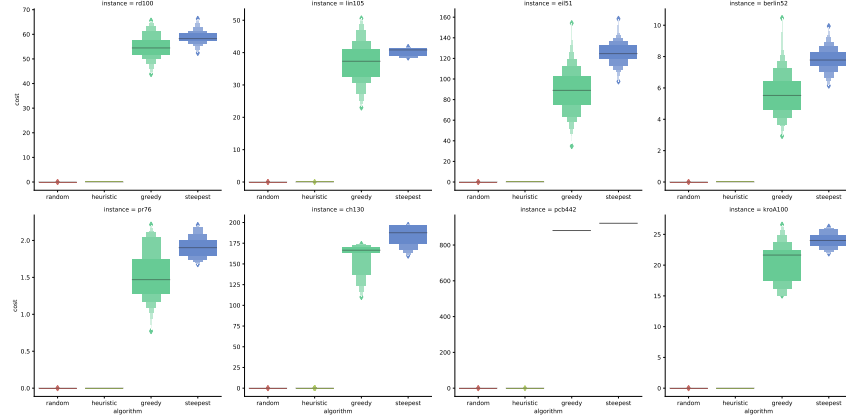 instance = rd100
70
60
50
40
30
20
10
0
cost
random heuristic greedy steepest
instance = lin105
50
40
30
20
10
0
random heuristic greedy steepest
instance = eil51
160
140
120
100
80
60
40
20
0
random heuristic greedy steepest
instance = berlin52
10
8
6
4
2
0
random heuristic greedy steepest
instance = pr76
2.0
1.5
1.0
0.5
0.0
cost
random heuristic greedy steepest
algorithm
instance = ch130
200
175
150
125
100
75
50
25
0
random heuristic greedy steepest
algorithm
instance = pcb442
800
600
400
200
0
random heuristic greedy steepest
algorithm
instance = kroA100
25
20
15
10
5
0
random heuristic greedy steepest
algorithm